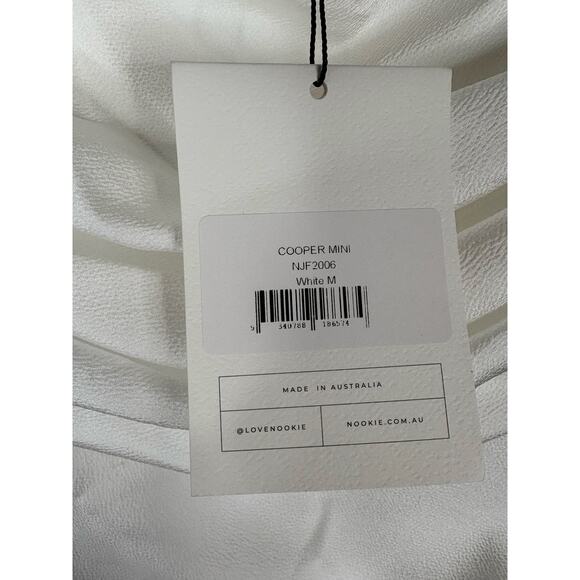 COOPER MINI
NJF2006
White M
9 340788 186574
MADE IN AUSTRALIA
@LOVENOOKIE
NOOKIE.COM.AU